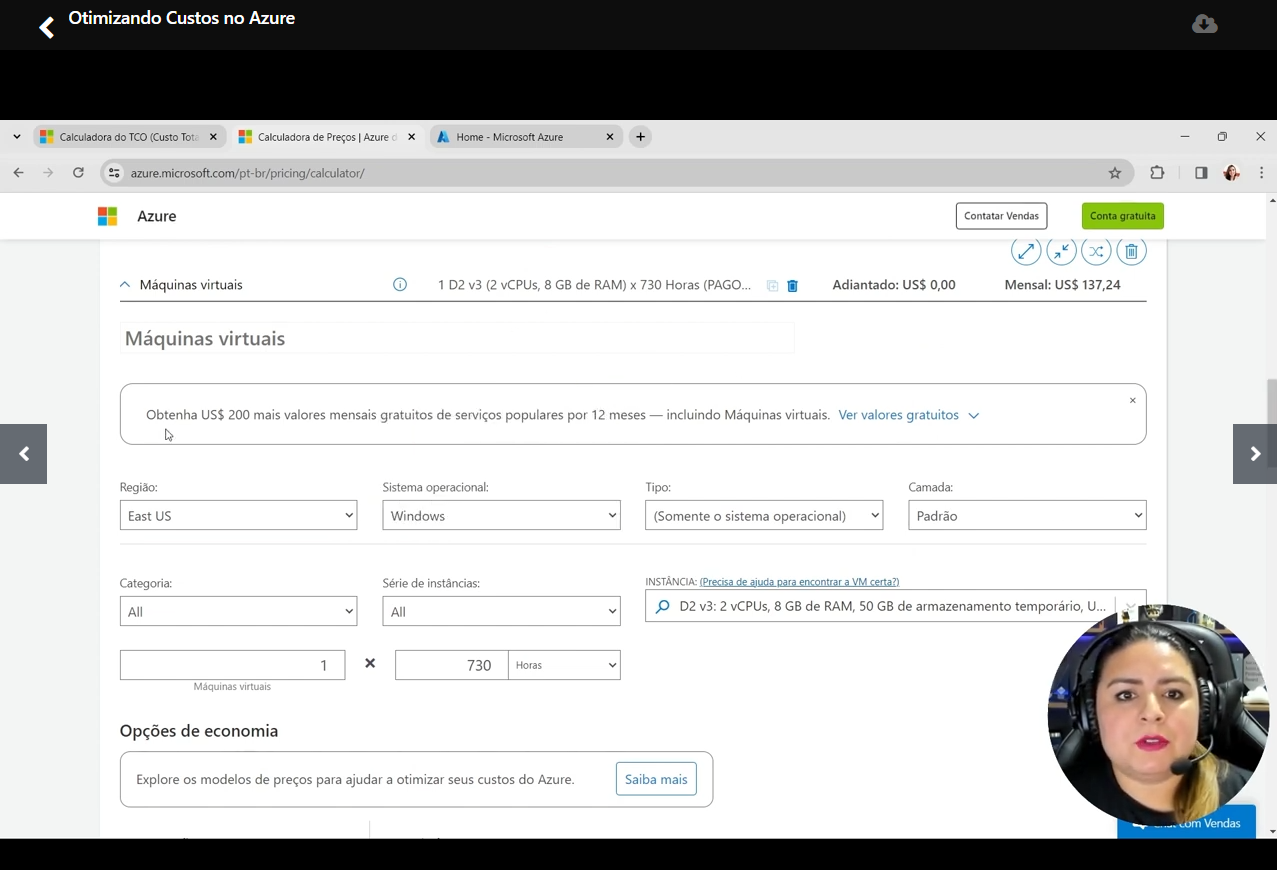 Otimizando Custos no Azure
Calculadora do TCO (Custo Tota
Calculadora de Preços | Azure d
Home - Microsoft Azure
azure.microsoft.com/pt-br/pricing/calculator/
Azure
Contatar Vendas
Conta gratuita
Máquinas virtuais
1 D2 v3 (2 vCPUs, 8 GB de RAM) x 730 Horas (PAGO...
Adiantado: US$ 0,00
Mensal: US$ 137,24
Máquinas virtuais
Obtenha US$ 200 mais valores mensais gratuitos de serviços populares por 12 meses — incluindo Máquinas virtuais. Ver valores gratuitos
Região:
Sistema operacional:
Tipo:
Camada:
East US
Windows
(Somente o sistema operacional)
Padrão
Categoria:
Série de instâncias:
INSTÂNCIA: (Precisa de ajuda para encontrar a VM certa?)
All
All
D2 v3: 2 vCPUs, 8 GB de RAM, 50 GB de armazenamento temporário, U...
1
730
Horas
Máquinas virtuais
Opções de economia
Explore os modelos de preços para ajudar a otimizar seus custos do Azure.
Saiba mais
com Vendas